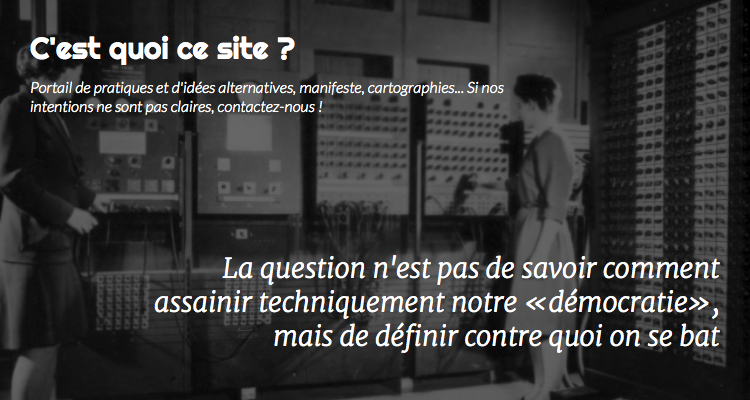 C'est quoi ce site ?
Portail de pratiques et d'idées alternatives, manifeste, cartographies... Si nos
intentions ne sont pas claires, contactez-nous !
La question n'est pas de savoir comment
assainir techniquement notre «démocratie»,
mais de définir contre quoi on se bat